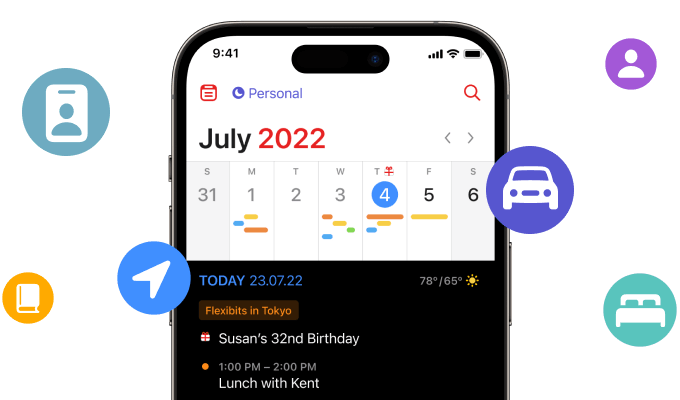 9:41
Personal
July 2022
S M T W T F S
31 1 2 3 4 5 6
TODAY 23.07.22 78°/65°
Flexibits in Tokyo
Susan's 32nd Birthday
1:00 PM – 2:00 PM
Lunch with Kent